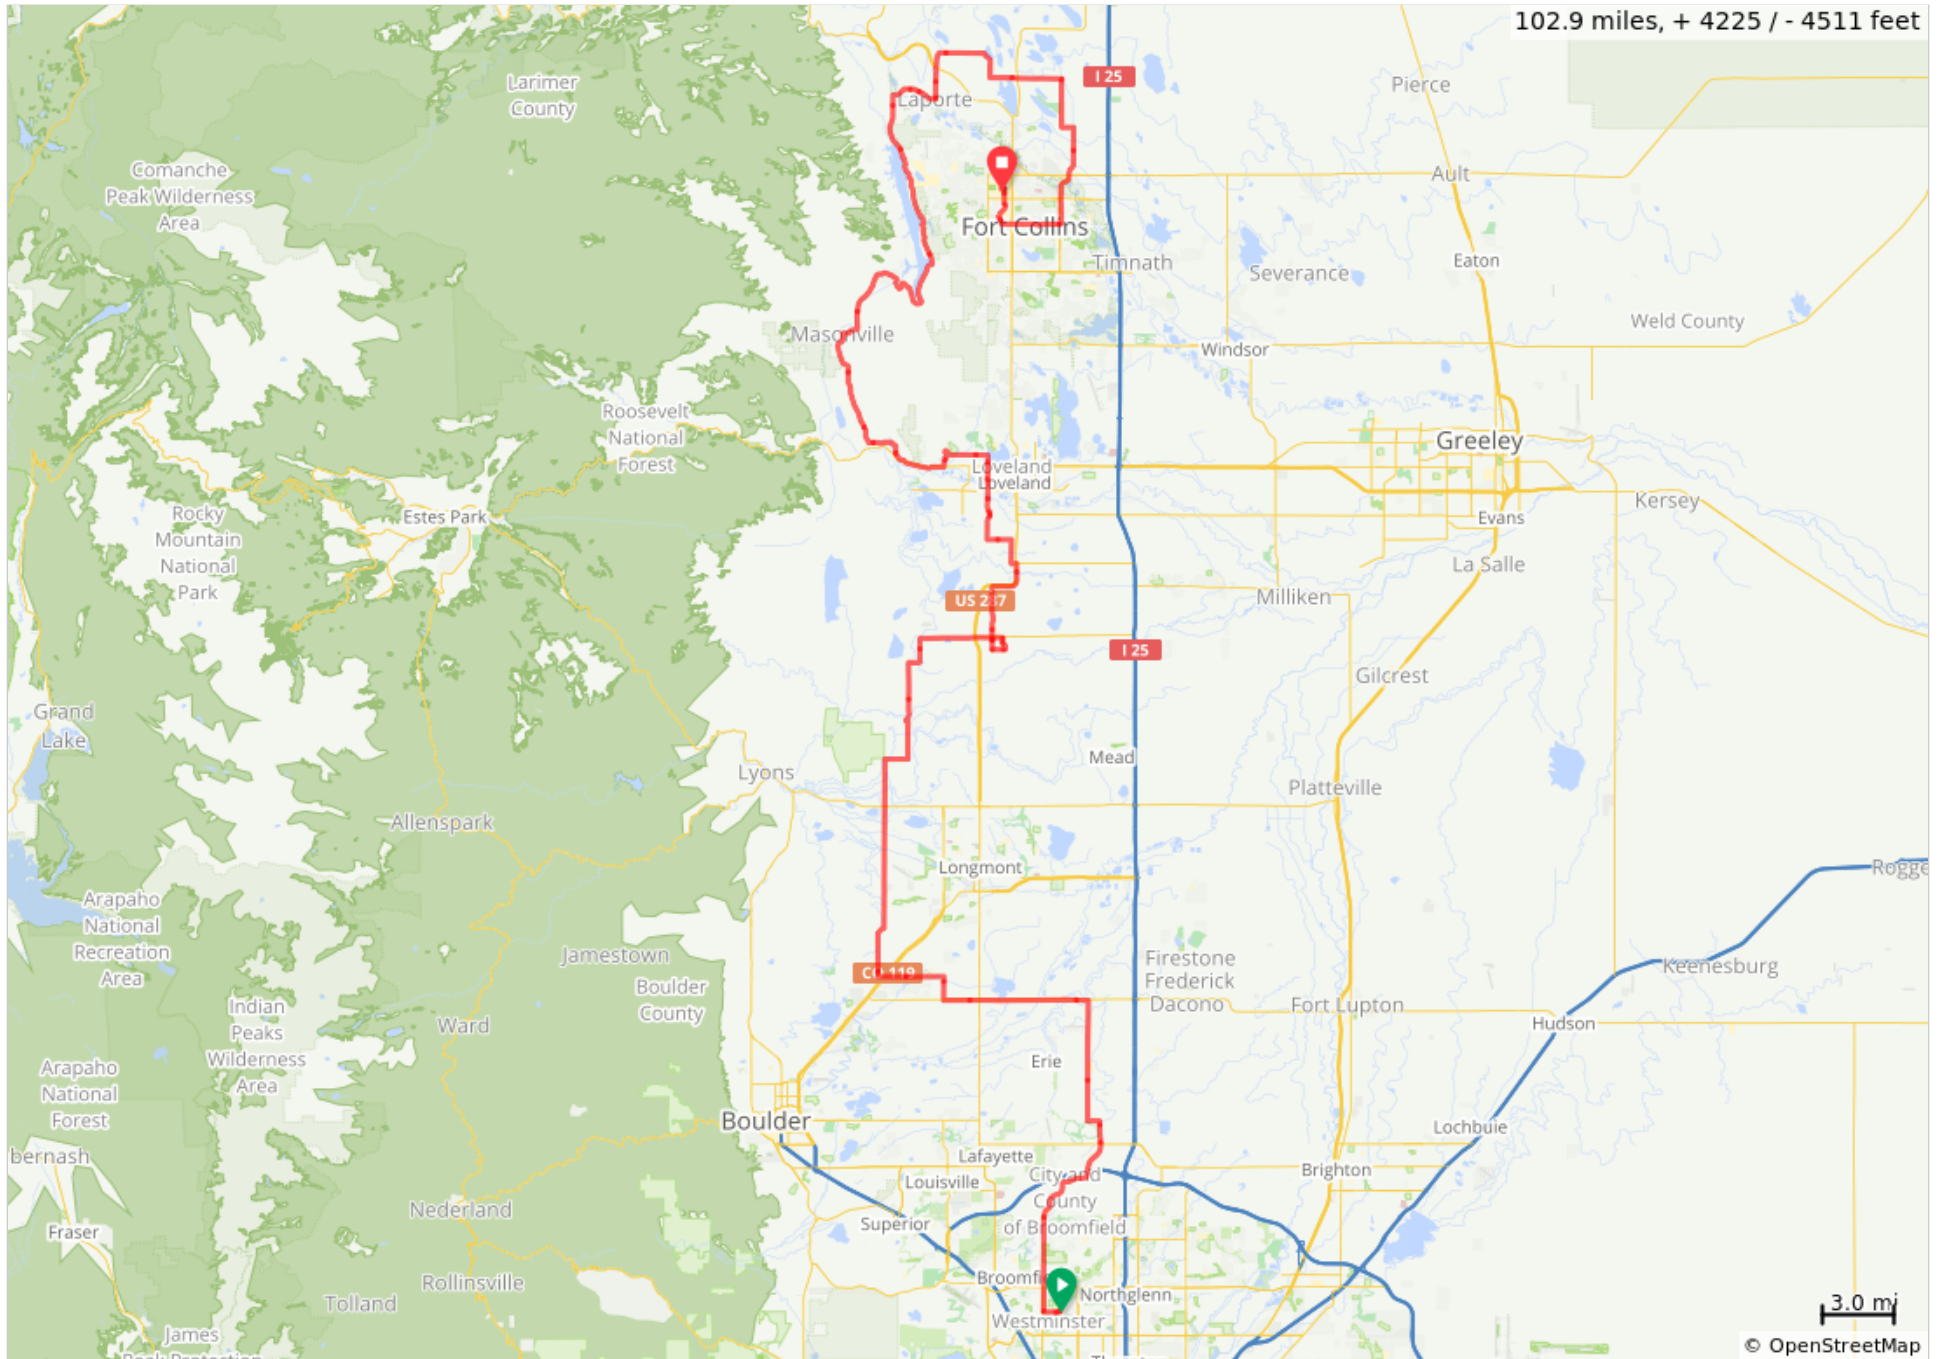 102.9 miles, + 4225 / - 4511 feet
I 25
Larimer
County
Pierce
Laporte
Comanche
Peak Wilderness
Area
Ault
Fort Collins
Timnath
Severance
Eaton
Masonville
Weld County
Windsor
Roosevelt
National
Forest
Greeley
Loveland
Loveland
Kersey
Rocky
Mountain
National
Park
Estes Park
Evans
La Salle
US 287
Milliken
I 25
Gilcrest
Grand
Lake
Mead
Lyons
Platteville
Allenspark
Longmont
Rogge
Arapaho
National
Recreation
Area
Jamestown
Firestone
Frederick
Dacono
CO 119
Keenesburg
Boulder
County
Indian
Peaks
Wilderness
Area
Fort Lupton
Ward
Hudson
Erie
Arapaho
National
Forest
Boulder
Lochbuie
bernash
Lafayette
City and
County
of Broomfield
Brighton
Louisville
Nederland
Superior
Fraser
Broomfi
Northglenn
Rollinsville
Tolland
Westminster
3.0 mi
James
© OpenStreetMap